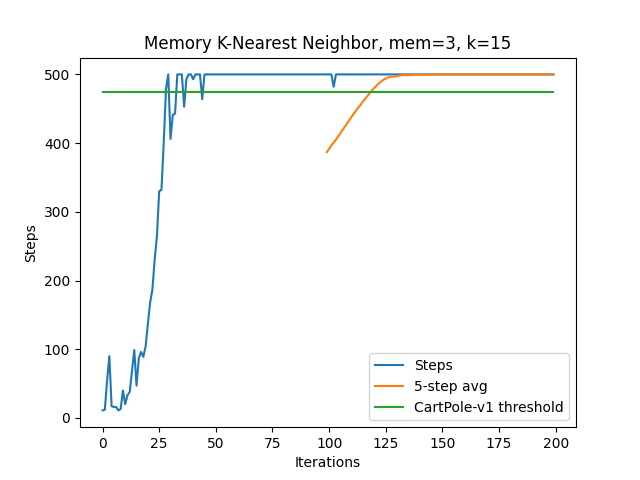 Memory K-Nearest Neighbor, mem=3, k=15
500
400
300
200
100
0
Steps
0 25 50 75 100 125 150 175 200
Iterations
Steps
5-step avg
CartPole-v1 threshold